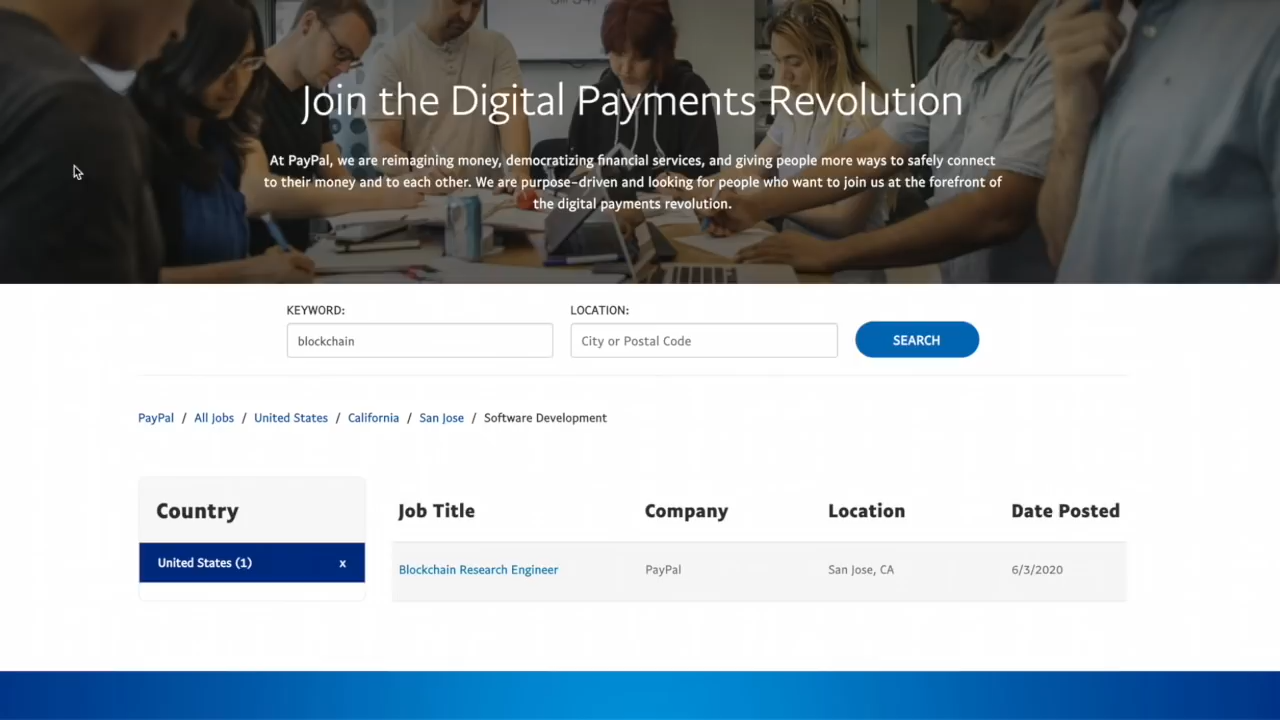 Join the Digital Payments Revolution
At PayPal, we are reimagining money, democratizing financial services, and giving people more ways to safely connect
to their money and to each other. We are purpose-driven and looking for people who want to join us at the forefront of
the digital payments revolution.
KEYWORD:
LOCATION:
blockchain
City or Postal Code
SEARCH
PayPal / All Jobs / United States / California / San Jose / Software Development
Country
Job Title
Company
Location
Date Posted
United States (1)
x
Blockchain Research Engineer
PayPal
San Jose, CA
6/3/2020